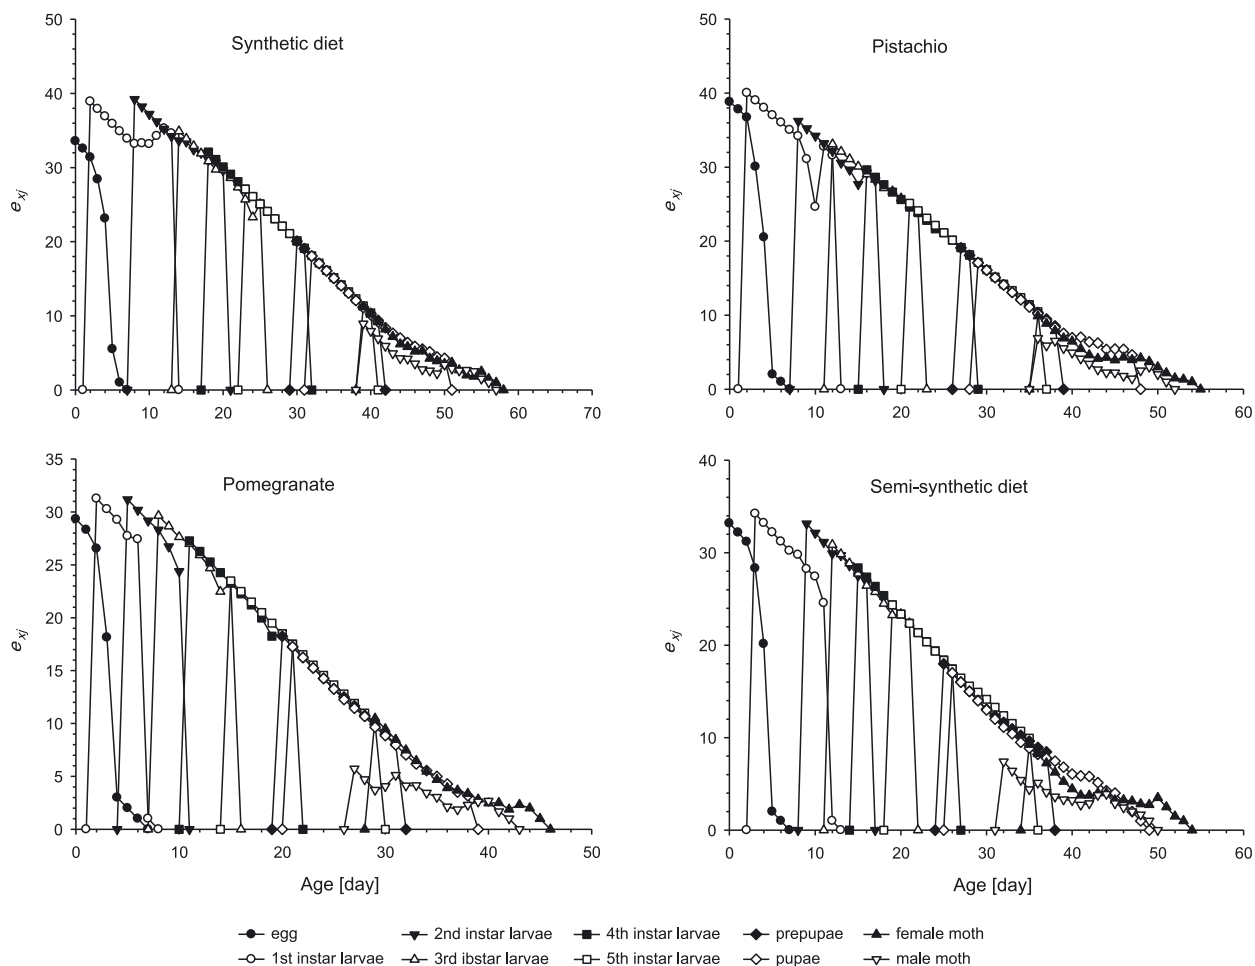 Synthetic diet
50
40
30
20
10
0
e xj
0 10 20 30 40 50 60 70
Pistachio
50
40
30
20
10
0
e xj
0 10 20 30 40 50 60
Pomegranate
35
30
25
20
15
10
5
0
e xj
0 10 20 30 40 50
Age [day]
Semi-synthetic diet
40
30
20
10
0
e xj
0 10 20 30 40 50 60
Age [day]
egg 2nd instar larvae 4th instar larvae prepupae female moth
1st instar larvae 3rd ibstar larvae 5th instar larvae pupae male moth